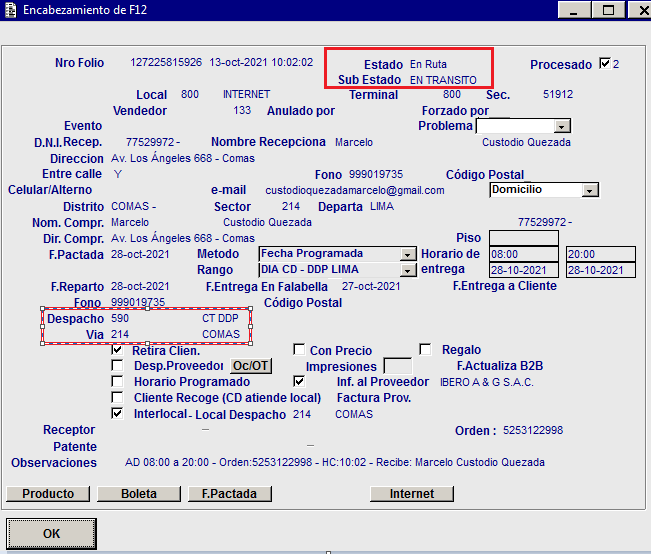 Encabezamiento de F12
Nro Folio 127225815926 13-oct-2021 10:02:02 Estado En Ruta Procesado 2
Sub Estado EN TRANSITO
Local 800 INTERNET Terminal 800 Sec. 51912
Vendedor 133 Anulado por Forzado por
Evento Problema
D.N.I. Recep. 77529972 - Nombre Recepciona Marcelo Custodio Quezada
Direccion Av. Los Ángeles 668 - Comas
Entre calle Y Fono 999019735 Código Postal
Celular/Alterno e-mail custodioquezadamarcelo@gmail.com Domicilio
Distrito COMAS - Sector 214 Departa LIMA
Nom. Compr. Marcelo Custodio Quezada 77529972 -
Dir. Compr. Av. Los Ángeles 668 - Comas Piso
F.Pactada 28-oct-2021 Metodo Fecha Programada Horario de 08:00 20:00
Rango DIA CD - DDP LIMA entrega 28-10-2021 28-10-2021
F.Reparto 28-oct-2021 F.Entrega En Falabella 27-oct-2021 F.Entrega a Cliente
Fono 999019735 Código Postal
Despacho 590 CT DDP
Via 214 COMAS
Retira Clien. Con Precio Regalo
Desp.Proveedor Oc/OT Impresiones F.Actualiza B2B
Horario Programado Inf. al Proveedor IBERO A & G S.A.C.
Cliente Recoge (CD atiende local) Factura Prov.
Interlocal - Local Despacho 214 COMAS
Receptor – Orden : 5253122998
Patente –
Observaciones AD 08:00 a 20:00 - Orden:5253122998 - HC:10:02 - Recibe: Marcelo Custodio Quezada
Producto Boleta F.Pactada Internet
OK